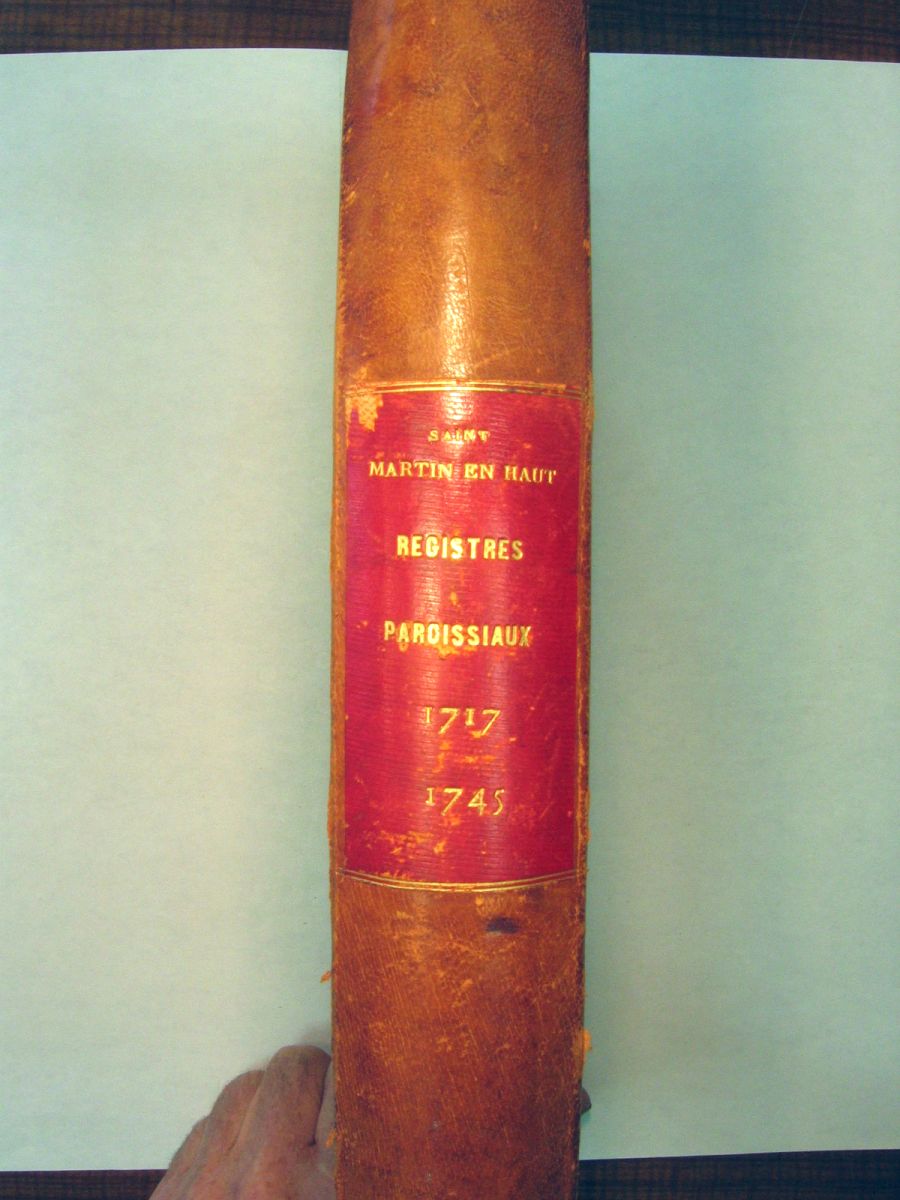 SAINT
MARTIN EN HAUT
REGISTRES
PAROISSIAUX
1717
1745